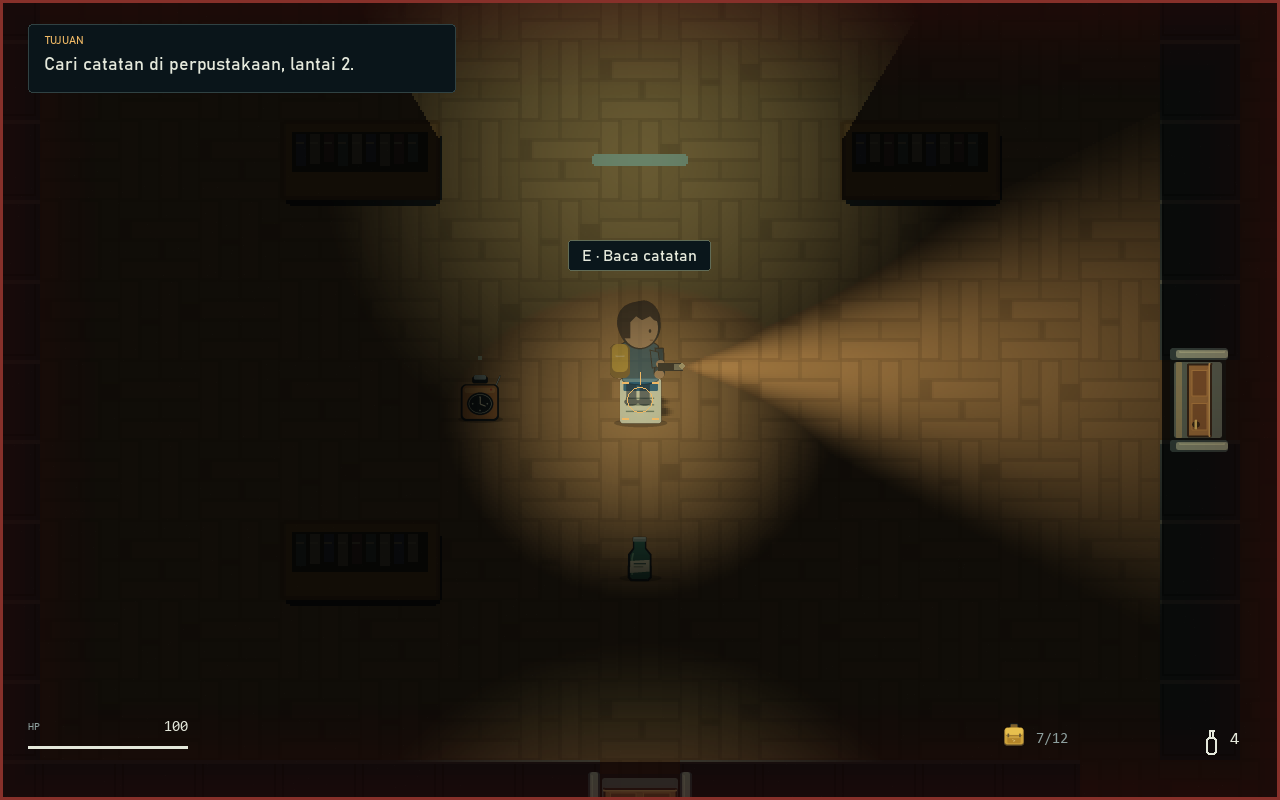 TUJUAN
Cari catatan di perpustakaan, lantai 2.
E · Baca catatan
HP 100
7/12
4